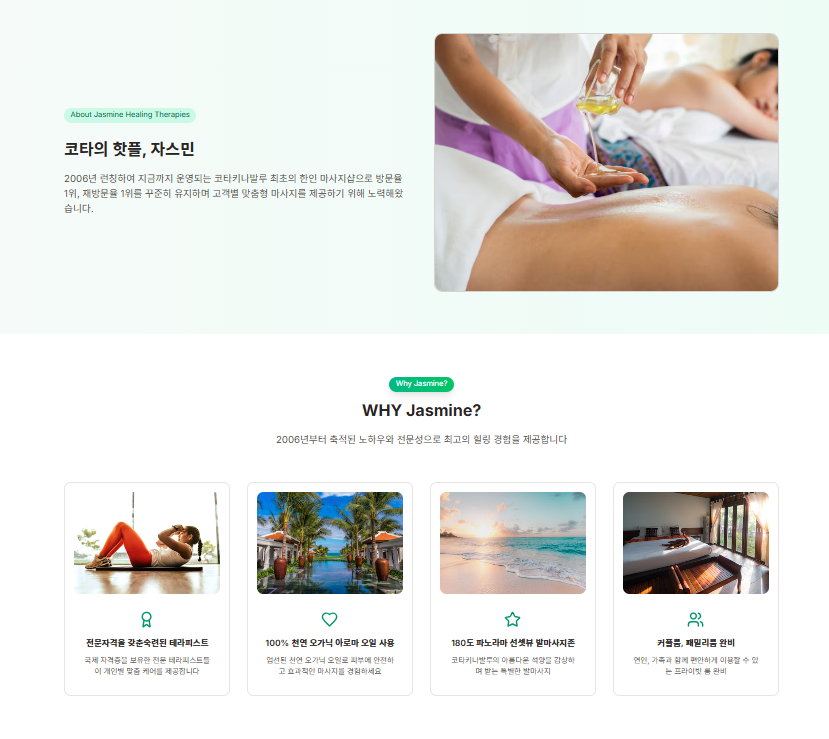 About Jasmine Healing Therapies
코타의 핫플, 자스민
2006년 런칭하여 지금까지 운영되는 코타키나발루 최초의 한인 마사지샵으로 방문율
1위, 재방문율 1위를 꾸준히 유지하며 고객별 맞춤형 마사지를 제공하기 위해 노력해왔
습니다.
Why Jasmine?
WHY Jasmine?
2006년부터 축적된 노하우와 전문성으로 최고의 힐링 경험을 제공합니다
전문자격을 갖춘숙련된 테라피스트
국제 자격증을 보유한 전문 테라피스트들
이 개인별 맞춤 케어를 제공합니다
100% 천연 오가닉 아로마 오일 사용
엄선된 천연 오가닉 오일로 피부에 안전하
고 효과적인 마사지를 경험하세요
180도 파노라마 선셋뷰 발마사지존
코타키나발루의 아름다운 석양을 감상하
며 받는 특별한 발마사지
커플룸, 패밀리룸 완비
연인, 가족과 함께 편안하게 이용할 수 있
는 프라이빗 룸 완비